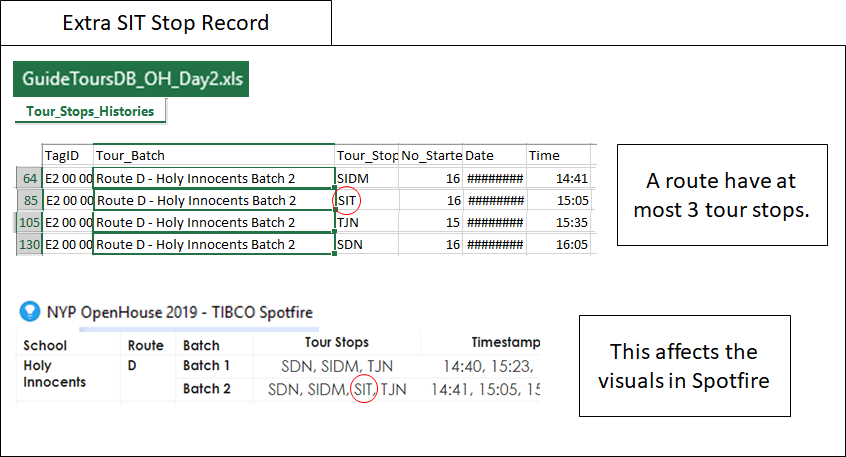 Extra SIT Stop Record
GuideToursDB_OH_Day2.xls
Tour_Stops_Histories
TagID Tour_Batch Tour_Stop No_Starte Date Time
64 E2 00 00 Route D - Holy Innocents Batch 2 SIDM 16 ######## 14:41
85 E2 00 00 Route D - Holy Innocents Batch 2 SIT 16 ######## 15:05
105 E2 00 00 Route D - Holy Innocents Batch 2 TJN 15 ######## 15:35
130 E2 00 00 Route D - Holy Innocents Batch 2 SDN 16 ######## 16:05
A route have at
most 3 tour stops.
NYP OpenHouse 2019 - TIBCO Spotfire
School Route Batch Tour Stops Timestamp
Holy D Batch 1 SDN, SIDM, TJN 14:40, 15:23,
Innocents
Batch 2 SDN, SIDM, SIT, TJN 14:41, 15:05, 15
This affects the
visuals in Spotfire